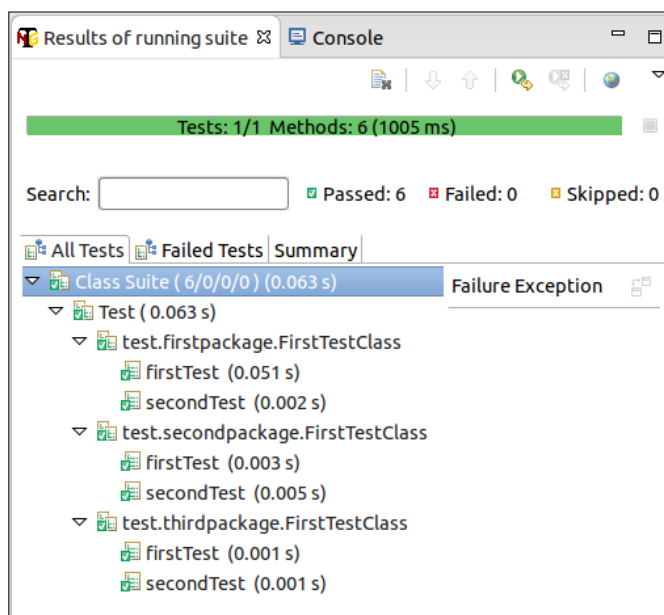 Results of running suite Console
Tests: 1/1 Methods: 6 (1005 ms)
Search: Passed: 6 Failed: 0 Skipped: 0
All Tests Failed Tests Summary
Class Suite ( 6/0/0/0 ) (0.063 s) Failure Exception
Test ( 0.063 s)
test.firstpackage.FirstTestClass
firstTest (0.051 s)
secondTest (0.002 s)
test.secondpackage.FirstTestClass
firstTest (0.003 s)
secondTest (0.005 s)
test.thirdpackage.FirstTestClass
firstTest (0.001 s)
secondTest (0.001 s)